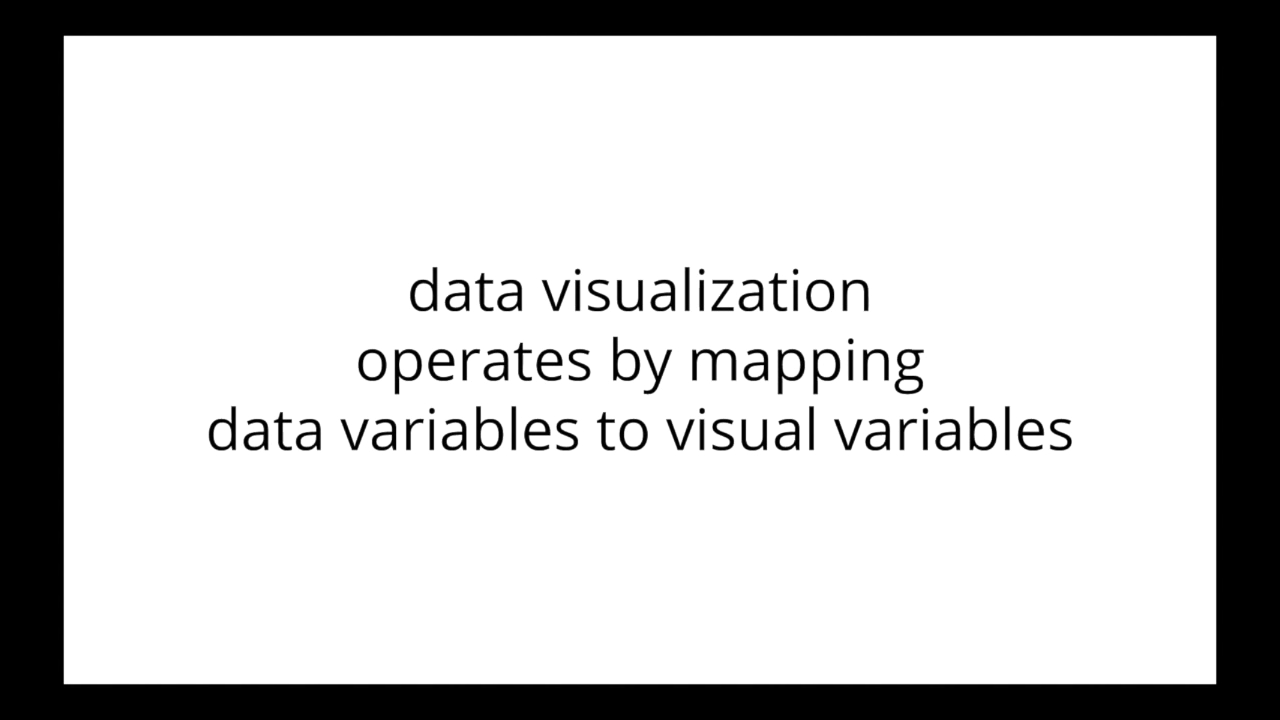 data visualization
operates by mapping
data variables to visual variables